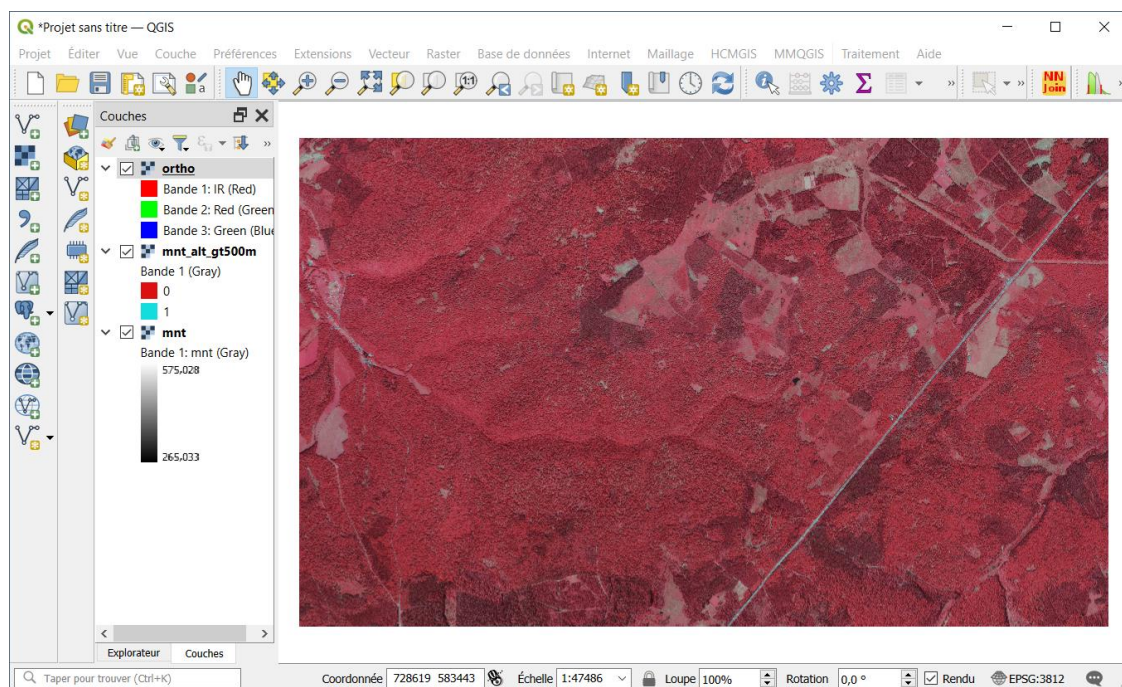 *Projet sans titre — QGIS
Projet Éditer Vue Couche Préférences Extensions Vecteur Raster Base de données Internet Maillage HCMGIS MMQGIS Traitement Aide
1:1
NN
Join
Couches
ortho
Bande 1: IR (Red)
Bande 2: Red (Green
Bande 3: Green (Blue
mnt_alt_gt500m
Bande 1 (Gray)
0
1
mnt
Bande 1: mnt (Gray)
575,028
265,033
Explorateur Couches
Taper pour trouver (Ctrl+K) Coordonnée 728619 583443 Échelle 1:47486 Loupe 100% Rotation 0,0 ° Rendu EPSG:3812